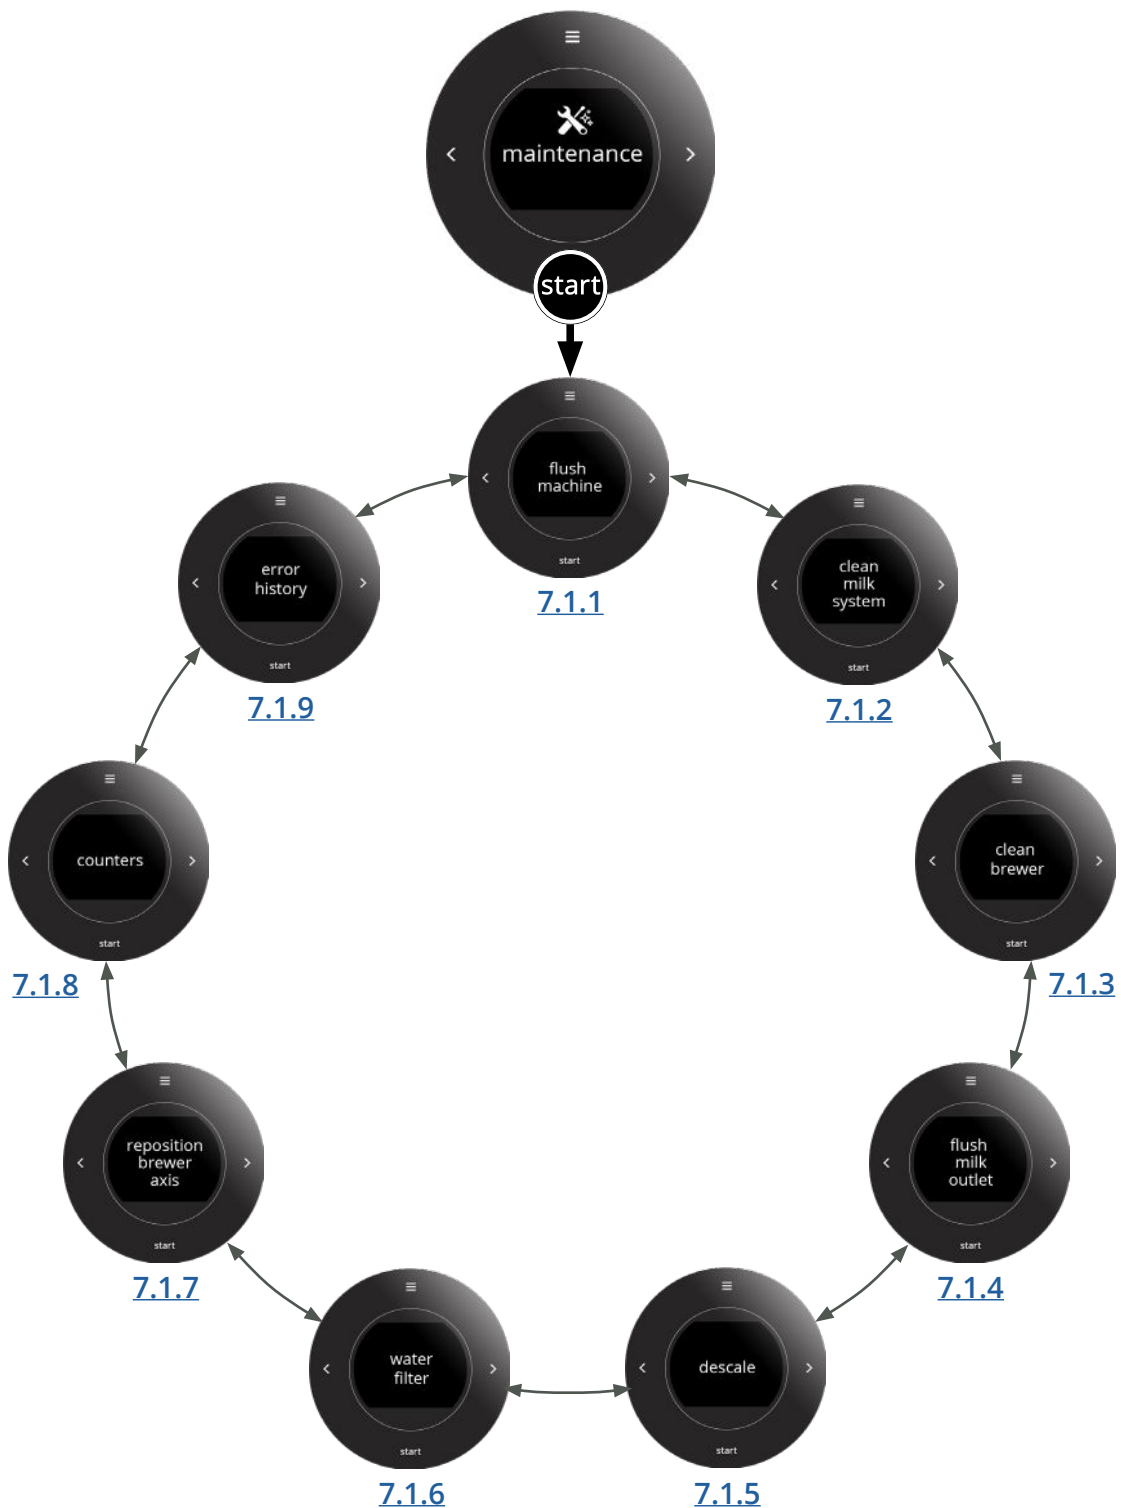 maintenance
start
flush
machine
start
7.1.1
error
history
start
7.1.9
clean
milk
system
start
7.1.2
counters
start
7.1.8
clean
brewer
start
7.1.3
reposition
brewer
axis
start
7.1.7
flush
milk
outlet
start
7.1.4
water
filter
start
7.1.6
descale
start
7.1.5